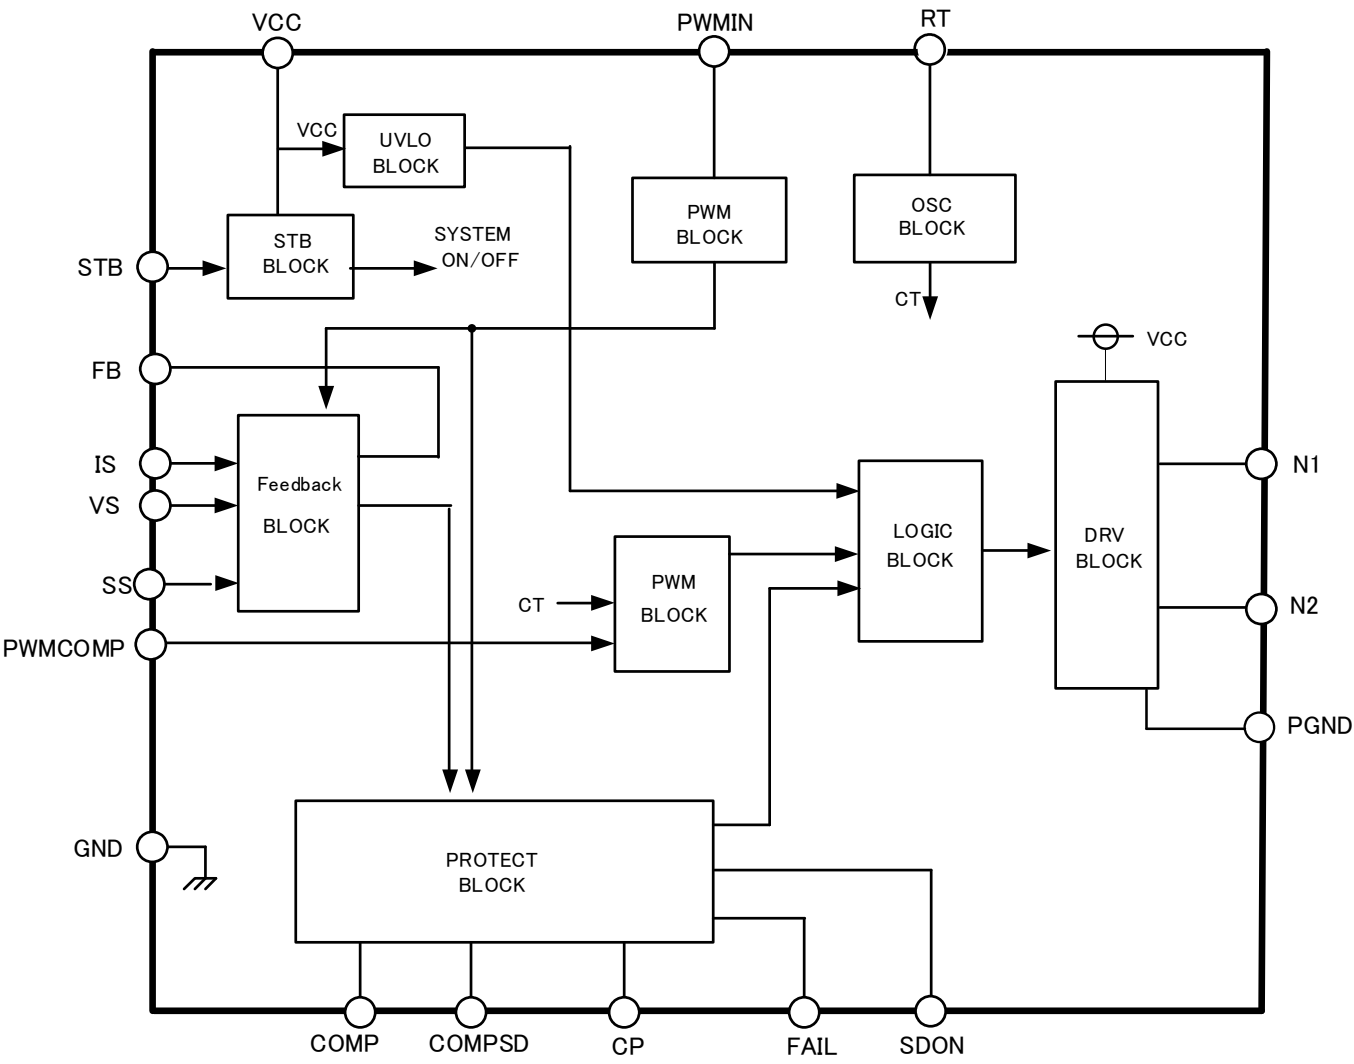 VCC
PWMIN
RT
VCC
UVLO
BLOCK
PWM
BLOCK
OSC
BLOCK
STB
STB
BLOCK
SYSTEM
ON/OFF
CT
VCC
FB
IS
VS
SS
PWMCOMP
Feedback
BLOCK
CT
PWM
BLOCK
LOGIC
BLOCK
DRV
BLOCK
N1
N2
PGND
GND
PROTECT
BLOCK
COMP
COMPSD
CP
FAIL
SDON